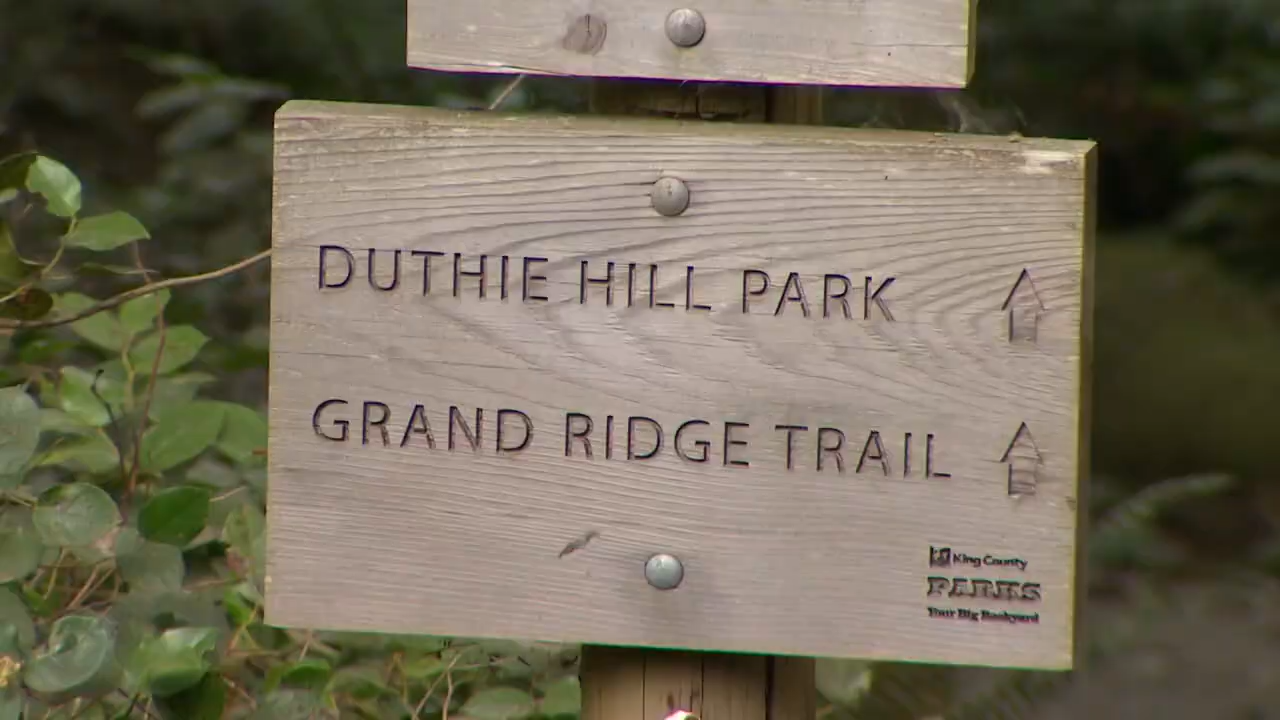 DUTHIE HILL PARK
GRAND RIDGE TRAIL
King County
PARKS
Your Big Backyard